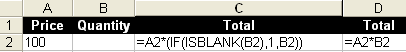 A B C D
1 Price Quantity Total Total
2 100 =A2*(IF(ISBLANK(B2),1,B2)) =A2*B2